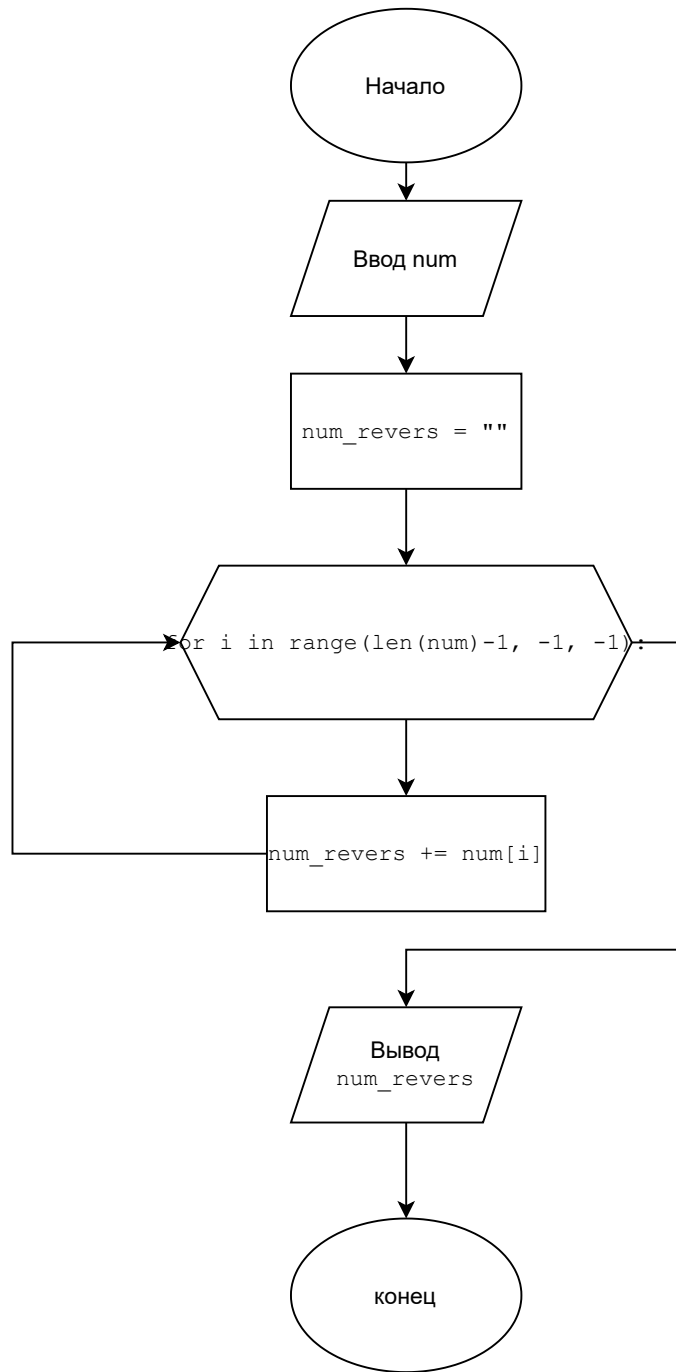 Начало
Ввод num
num_revers = ""
for i in range(len(num)-1, -1, -1):
num_revers += num[i]
Вывод
num_revers
конец